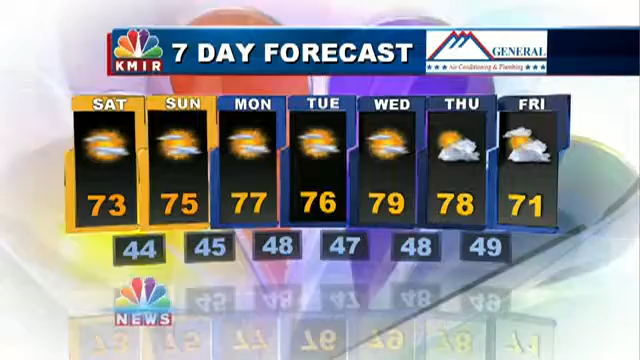 KMIR 7 DAY FORECAST GENERAL
Air Conditioning & Plumbing
SAT SUN MON TUE WED THU FRI
73 75 77 76 79 78 71
44 45 48 47 48 49
NEWS